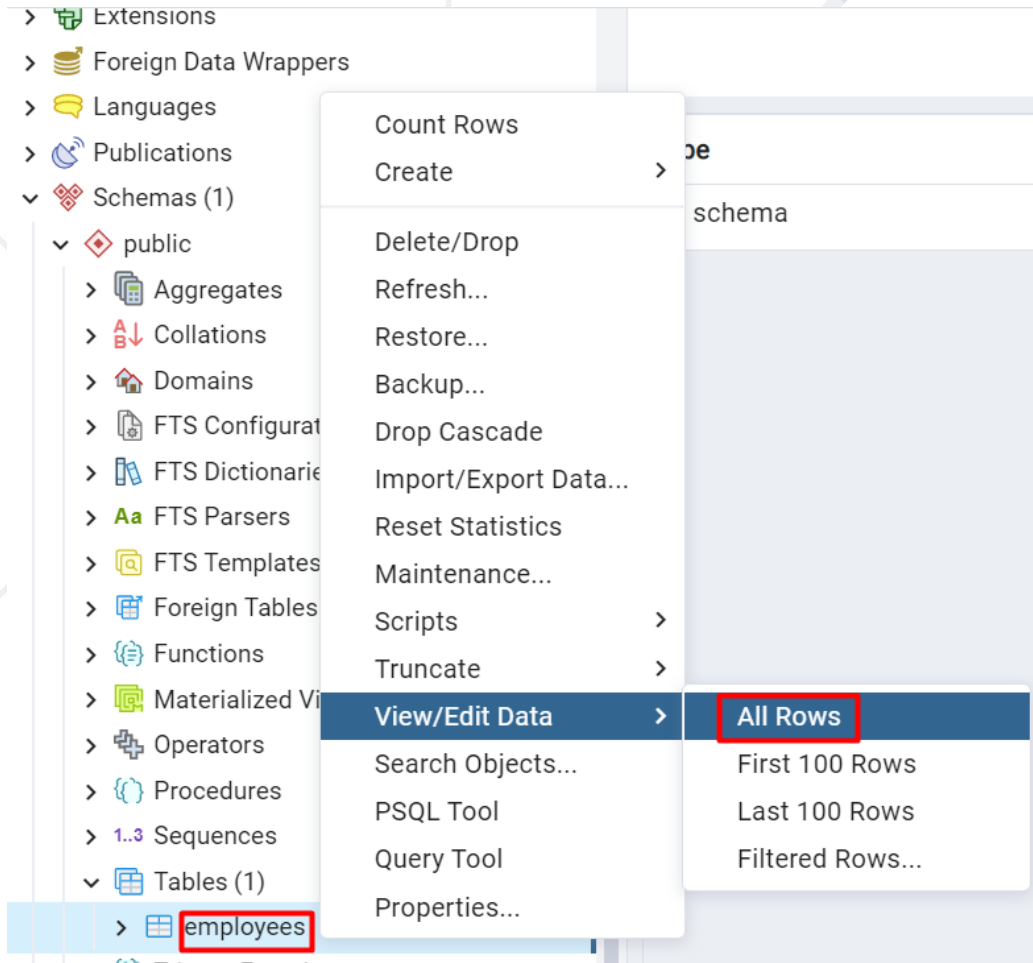 Extensions
Foreign Data Wrappers
Languages
Publications
Schemas (1)
public
Aggregates
Collations
Domains
FTS Configurat
FTS Dictionarie
Aa FTS Parsers
FTS Templates
Foreign Tables
Functions
Materialized Vi
Operators
Procedures
1..3 Sequences
Tables (1)
employees
Count Rows
Create
Delete/Drop
Refresh...
Restore...
Backup...
Drop Cascade
Import/Export Data...
Reset Statistics
Maintenance...
Scripts
Truncate
View/Edit Data
Search Objects...
PSQL Tool
Query Tool
Properties...
All Rows
First 100 Rows
Last 100 Rows
Filtered Rows...
pe
schema